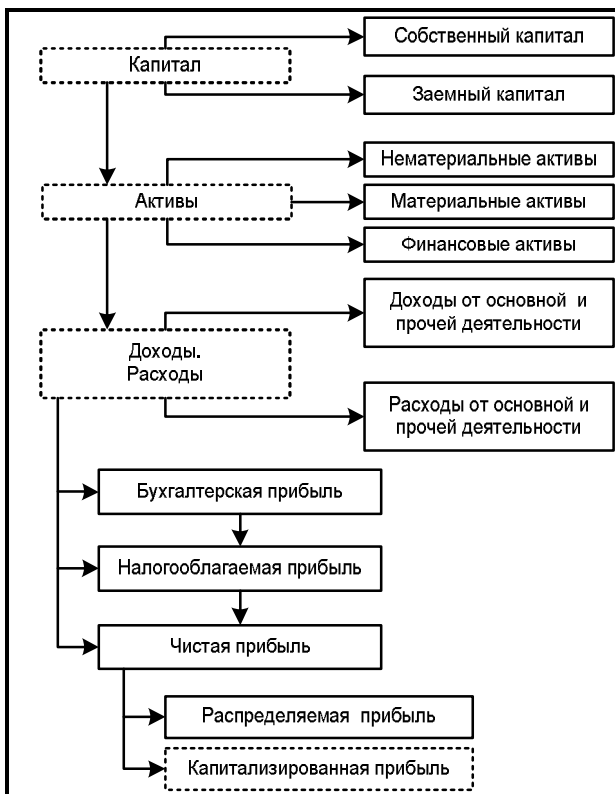 Собственный капитал
Капитал
Заемный капитал
Нематериальные активы
Активы
Материальные активы
Финансовые активы
Доходы от основной и
прочей деятельности
Доходы.
Расходы
Расходы от основной и
прочей деятельности
Бухгалтерская прибыль
Налогооблагаемая прибыль
Чистая прибыль
Распределяемая прибыль
Капитализированная прибыль